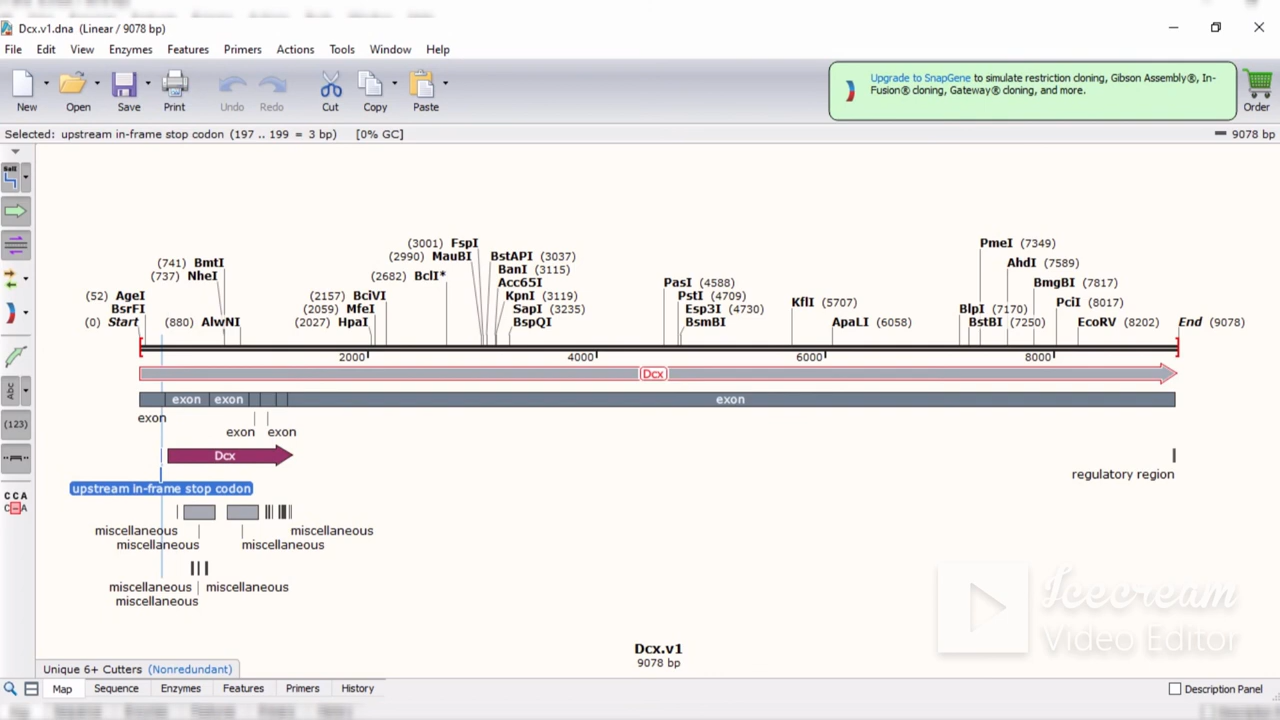 Dcx.v1.dna (Linear / 9078 bp)
File Edit View Enzymes Features Primers Actions Tools Window Help
New Open Save Print Undo Redo Cut Copy Paste
Upgrade to SnapGene to simulate restriction cloning, Gibson Assembly®, In-
Fusion® cloning, Gateway® cloning, and more.
Order
Selected: upstream in-frame stop codon (197 .. 199 = 3 bp) [0% GC]
9078 bp
(3001) FspI
PmeI (7349)
(2990) MauBI BstAPI (3037)
(741) BmtI
AhdI (7589)
BanI (3115)
(737) NheI
(2682) BclI*
Acc65I
PasI (4588)
BmgBI (7817)
(52) AgeI
(2157) BciVI
KpnI (3119)
PstI (4709)
KflI (5707)
PciI (8017)
BsrFI
(2059) MfeI
SapI (3235)
Esp3I (4730)
BlpI (7170)
(0) Start
(880) AlwNI
(2027) HpaI
BspQI
BsmBI
ApaLI (6058)
BstBI (7250)
EcoRV (8202)
End (9078)
2000 4000 6000 8000
Dcx
exon exon exon
exon
exon exon
Dcx
regulatory region
upstream in-frame stop codon
miscellaneous miscellaneous
miscellaneous miscellaneous
miscellaneous miscellaneous
miscellaneous
Icecream
Video Editor
Dcx.v1
9078 bp
Unique 6+ Cutters (Nonredundant)
Map Sequence Enzymes Features Primers History
Description Panel
SalI
Abc
(123)
C C A
C – A